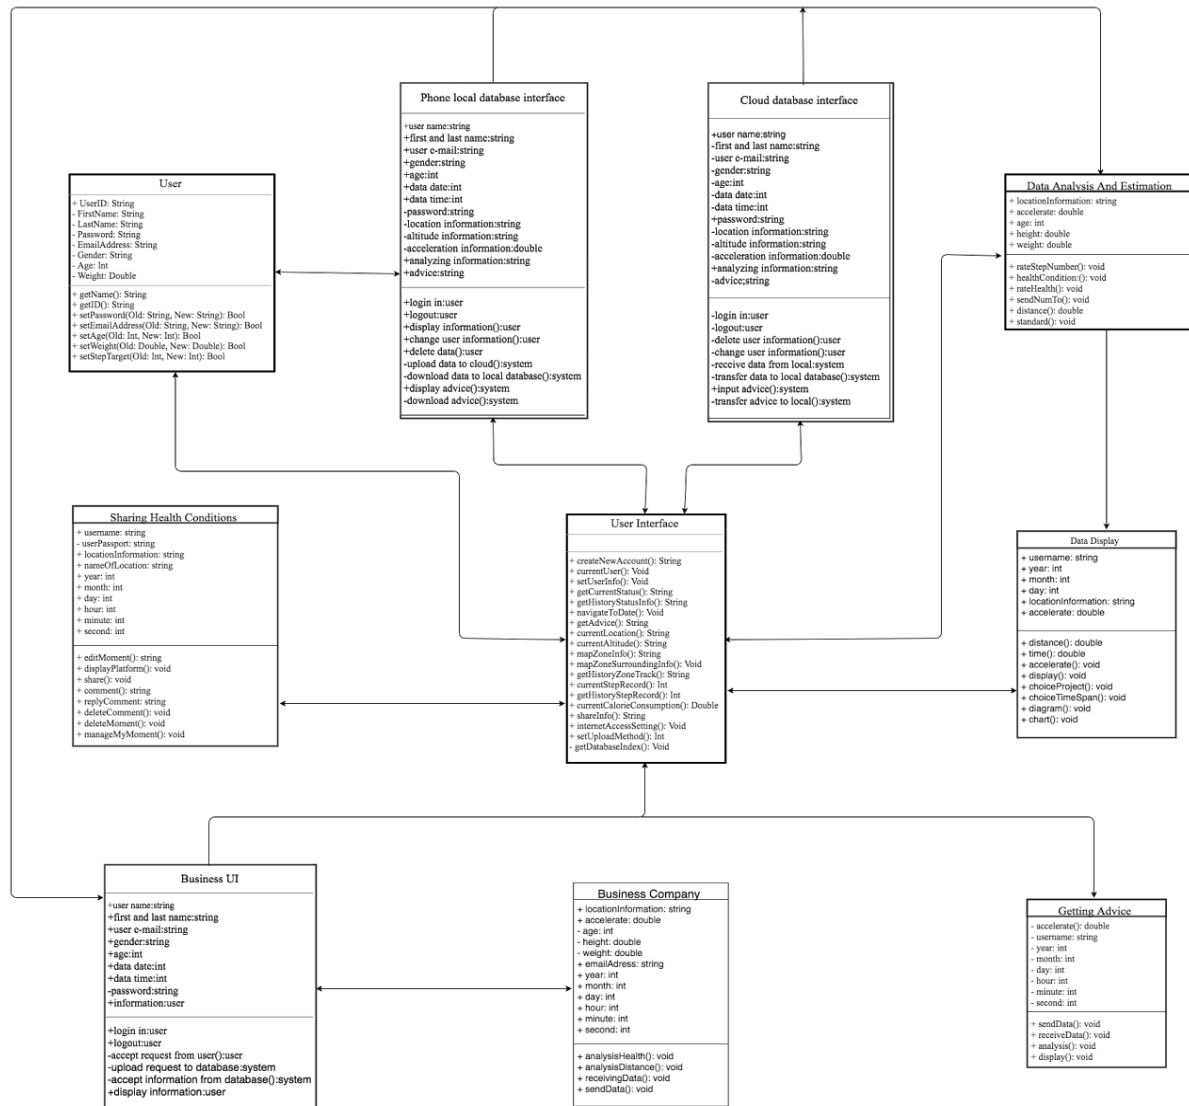 Phone local database interface
+user name:string
+first and last name:string
+user e-mail:string
+gender:string
+age:int
+data date:int
+data time:int
-password:string
-location information:string
-altitude information:string
-acceleration information:double
+analyzing information:string
+advice:string
+login in:user
+logout:user
+display information():user
+change user information():user
+delete data():user
-upload data to cloud():system
-download data to local database():system
+display advice():system
-download advice():system
Cloud database interface
+user name:string
-first and last name:string
-user e-mail:string
-gender:string
-age:int
-data date:int
-data time:int
+password:string
-location information:string
-altitude information:string
-acceleration information:double
+analyzing information:string
-advice;string
-login in:user
-logout:user
-delete user information():user
-change user information():user
-receive data from local:system
-transfer data to local database():system
+input advice():system
-transfer advice to local():system
User
+ UserID: String
- FirstName: String
- LastName: String
- Password: String
- EmailAddress: String
- Gender: String
- Age: Int
- Weight: Double
+ getName(): String
+ getID(): String
+ setPassword(Old: String, New: String): Bool
+ setEmailAddress(Old: String, New: String): Bool
+ setAge(Old: Int, New: Int): Bool
+ setWeight(Old: Double, New: Double): Bool
+ setStepTarget(Old: Int, New: Int): Bool
Data Analysis And Estimation
+ locationInformation: string
+ accelerate: double
+ age: int
+ height: double
+ weight: double
+ rateStepNumber(): void
+ healthCondition:(): void
+ rateHealth(): void
+ sendNumTo(): void
+ distance(): double
+ standard(): void
Sharing Health Conditions
+ username: string
- userPassport: string
+ locationInformation: string
+ nameOfLocation: string
+ year: int
+ month: int
+ day: int
+ hour: int
+ minute: int
+ second: int
+ editMoment(): string
+ displayPlatform(): void
+ share(): void
+ comment(): string
+ replyComment: string
+ deleteComment(): void
+ deleteMoment(): void
+ manageMyMoment(): void
User Interface
+ createNewAccount(): String
+ currentUser(): Void
+ setUserInfo(): Void
+ getCurrentStatus(): String
+ getHistoryStatusInfo(): String
+ navigateToDate(): Void
+ getAdvice(): String
+ currentLocation(): String
+ currentAltitude(): String
+ mapZoneInfo(): String
+ mapZoneSurroundingInfo(): Void
+ getHistoryZoneTrack(): String
+ currentStepRecord(): Int
+ getHistoryStepRecord(): Int
+ currentCalorieConsumption(): Double
+ shareInfo(): String
+ internetAccessSetting(): Void
+ setUploadMethod(): Int
- getDatabaseIndex(): Void
Data Display
+ username: string
+ year: int
+ month: int
+ day: int
+ locationInformation: string
+ accelerate: double
+ distance(): double
+ time(): double
+ accelerate(): void
+ display(): void
+ choiceProject(): void
+ choiceTimeSpan(): void
+ diagram(): void
+ chart(): void
Business UI
+user name:string
+first and last name:string
+user e-mail:string
+gender:string
+age:int
+data date:int
+data time:int
-password:string
+information:user
+login in:user
+logout:user
-accept request from user():user
-upload request to database:system
-accept information from database():system
+display information:user
Business Company
+ locationInformation: string
+ accelerate: double
- age: int
- height: double
- weight: double
+ emailAdress: string
+ year: int
+ month: int
+ day: int
+ hour: int
+ minute: int
+ second: int
+ analysisHealth(): void
+ analysisDistance(): void
+ receivingData(): void
+ sendData(): void
Getting Advice
- accelerate(): double
- username: string
- year: int
- month: int
- day: int
- hour: int
- minute: int
- second: int
+ sendData(): void
+ receiveData(): void
+ analysis(): void
+ display(): void